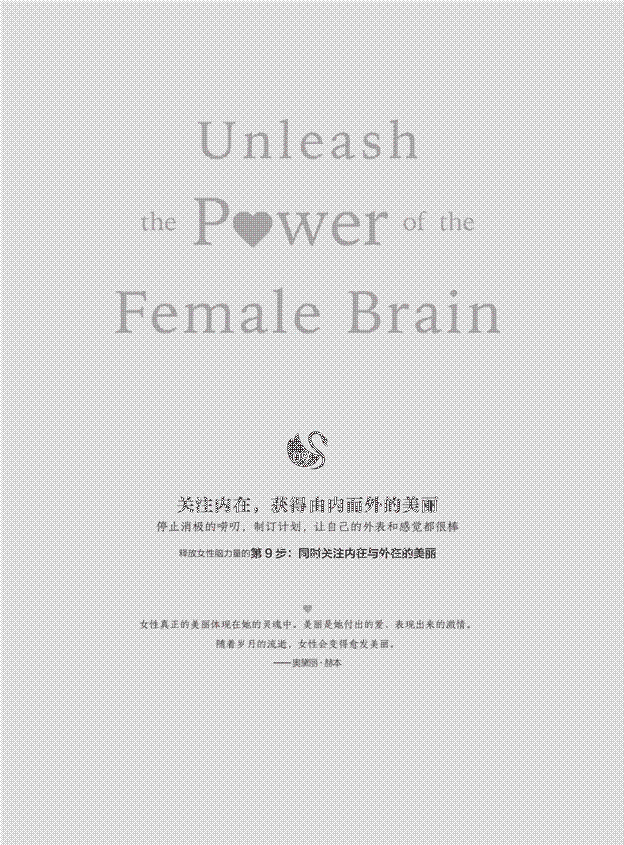 Unleash
the P♥wer of the
Female Brain
关注内在，获得由内而外的美丽
停止消极的唠叨，制订计划，让自己的外表和感觉都很棒
释放女性脑力量的第 9 步：同时关注内在与外在的美丽
女性真正的美丽体现在她的灵魂中。美丽是她付出的爱、表现出来的激情。
随着岁月的流逝，女性会变得愈发美丽。
——奥黛丽·赫本